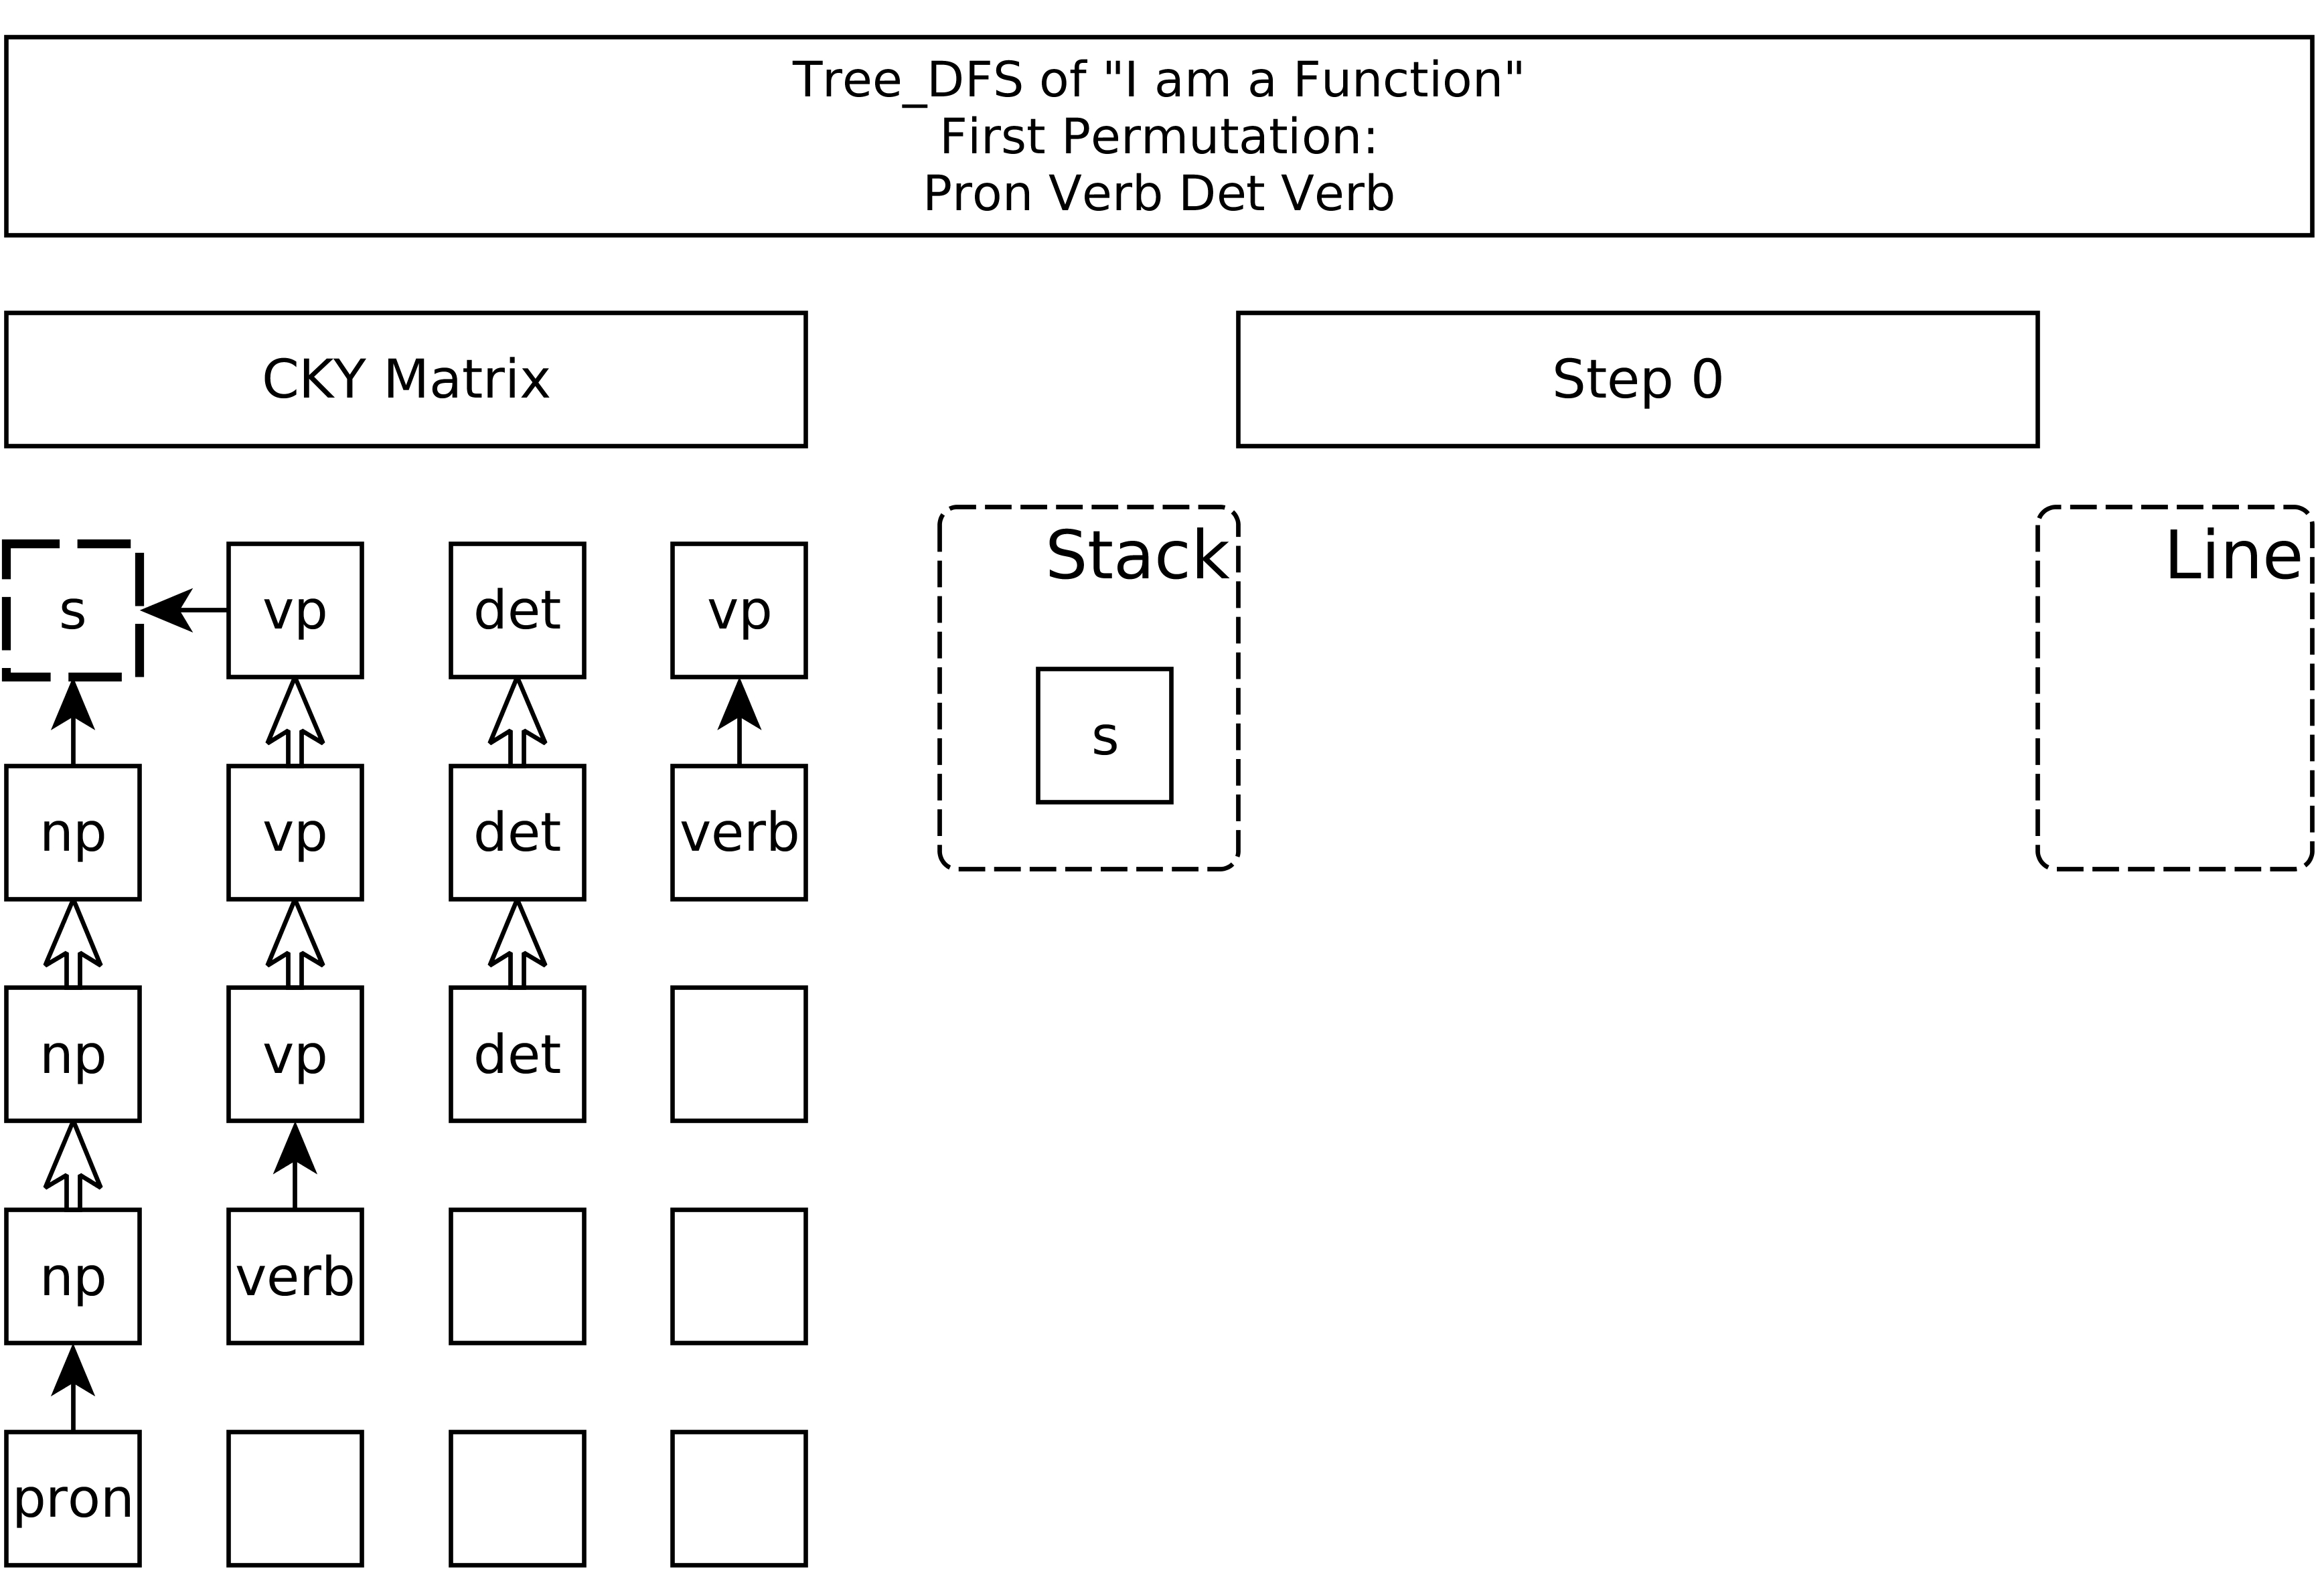 Tree_DFS of "I am a Function"
First Permutation:
Pron Verb Det Verb
CKY Matrix
Step 0
Stack
Line
s
vp
det
vp
s
np
vp
det
verb
np
vp
det
np
verb
pron